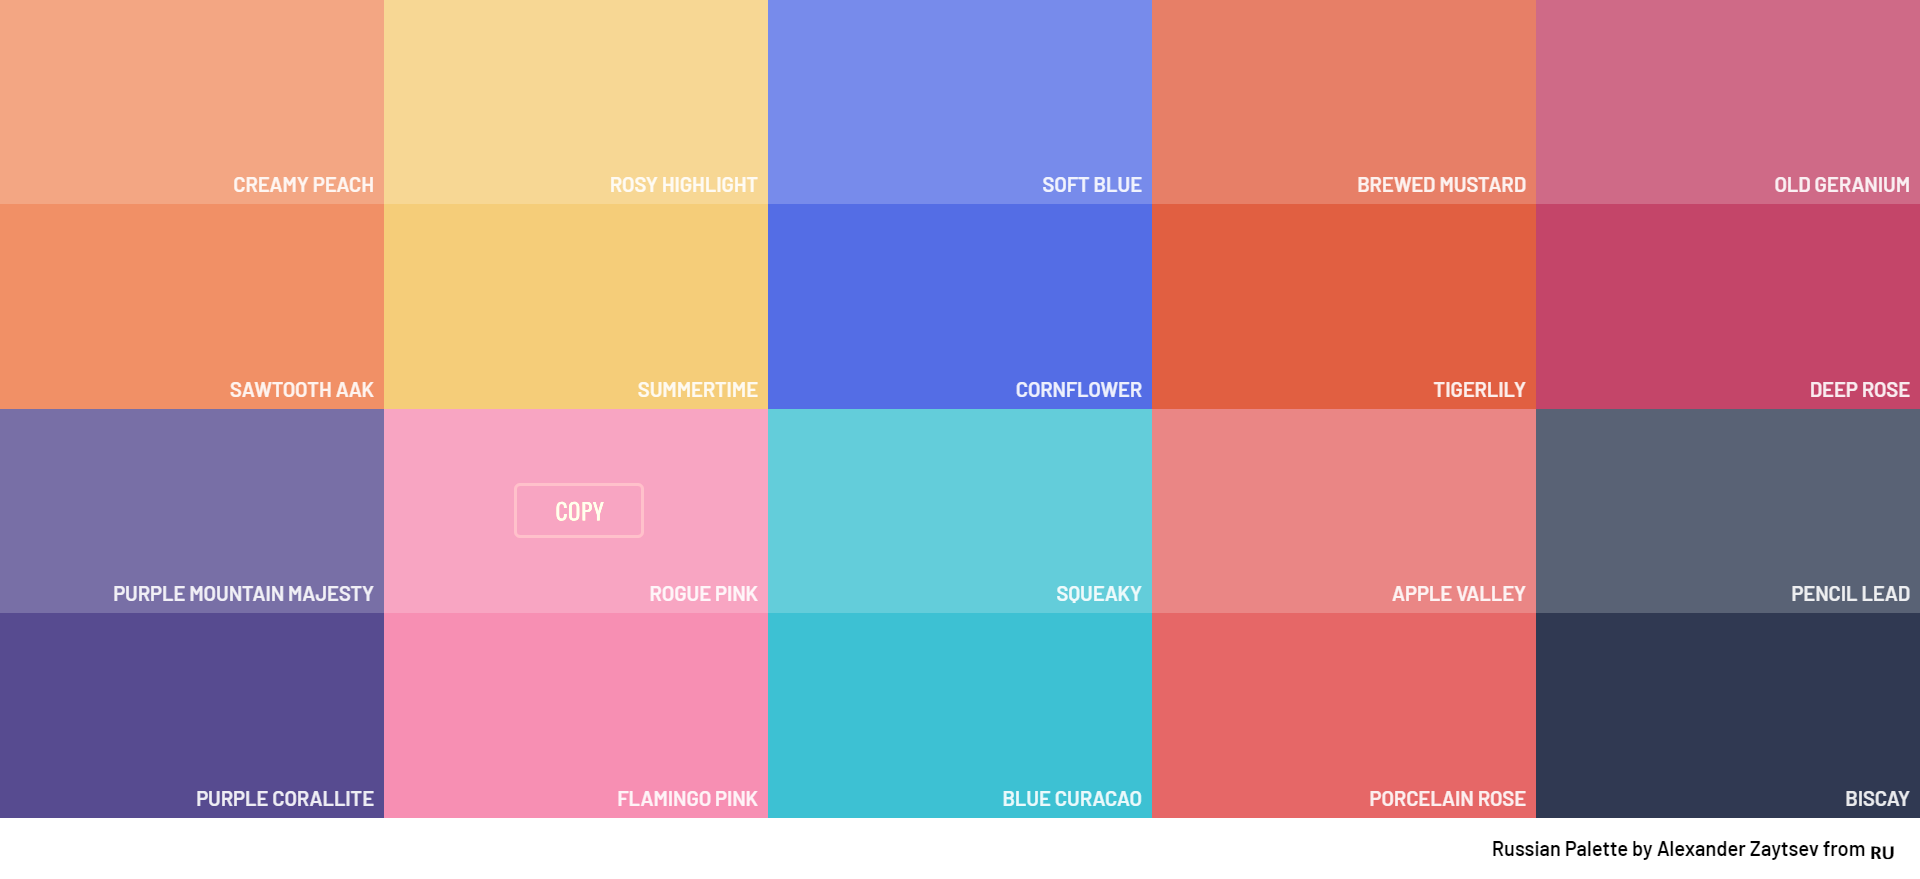 CREAMY PEACH
ROSY HIGHLIGHT
SOFT BLUE
BREWED MUSTARD
OLD GERANIUM
SAWTOOTH AAK
SUMMERTIME
CORNFLOWER
TIGERLILY
DEEP ROSE
PURPLE MOUNTAIN MAJESTY
COPY
ROGUE PINK
SQUEAKY
APPLE VALLEY
PENCIL LEAD
PURPLE CORALLITE
FLAMINGO PINK
BLUE CURACAO
PORCELAIN ROSE
BISCAY
Russian Palette by Alexander Zaytsev from RU